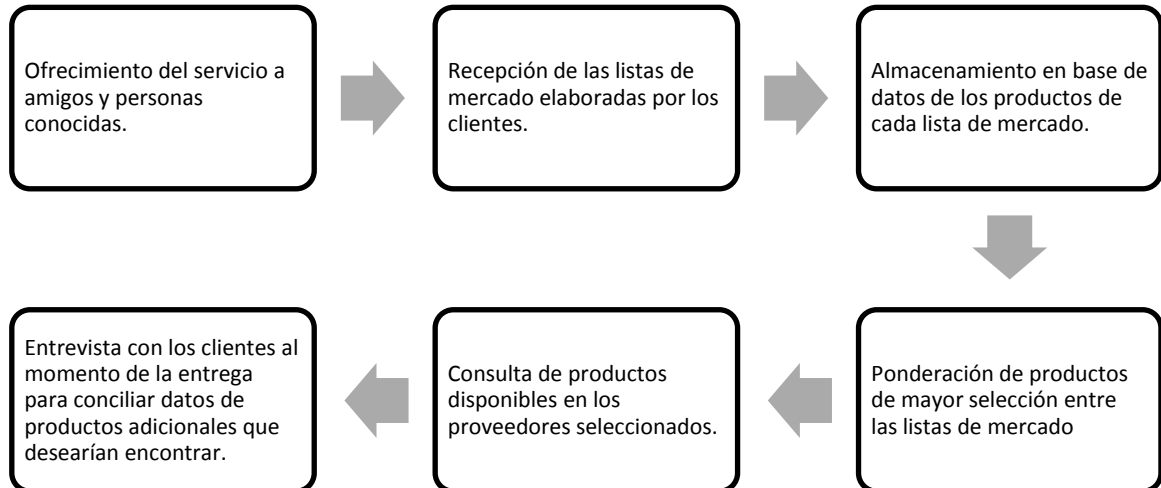 Ofrecimiento del servicio a
amigos y personas
conocidas.
Recepción de las listas de
mercado elaboradas por los
clientes.
Almacenamiento en base de
datos de los productos de
cada lista de mercado.
Ponderación de productos
de mayor selección entre
las listas de mercado
Consulta de productos
disponibles en los
proveedores seleccionados.
Entrevista con los clientes al
momento de la entrega
para conciliar datos de
productos adicionales que
desearían encontrar.